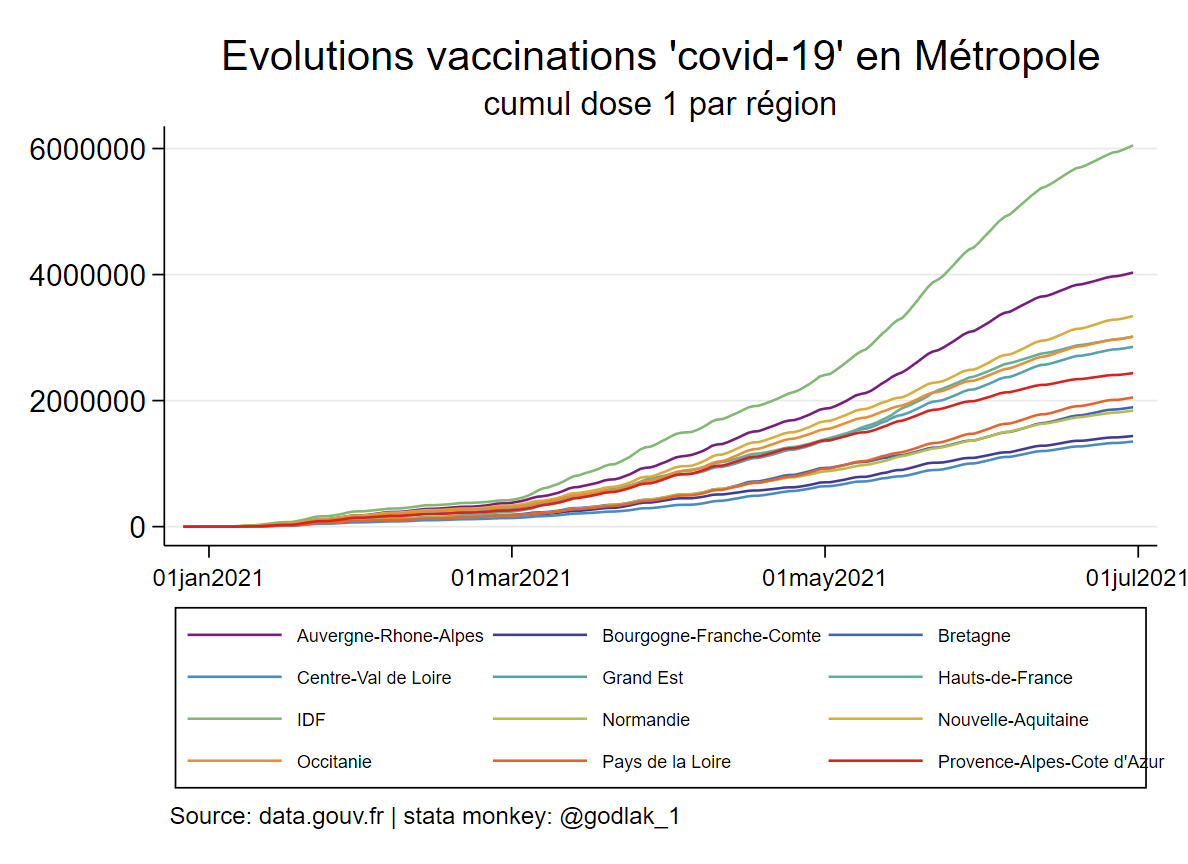 Evolutions vaccinations 'covid-19' en Métropole
cumul dose 1 par région
6000000
4000000
2000000
0
01jan2021 01mar2021 01may2021 01jul2021
Auvergne-Rhone-Alpes Bourgogne-Franche-Comte Bretagne
Centre-Val de Loire Grand Est Hauts-de-France
IDF Normandie Nouvelle-Aquitaine
Occitanie Pays de la Loire Provence-Alpes-Cote d'Azur
Source: data.gouv.fr | stata monkey: @godlak_1